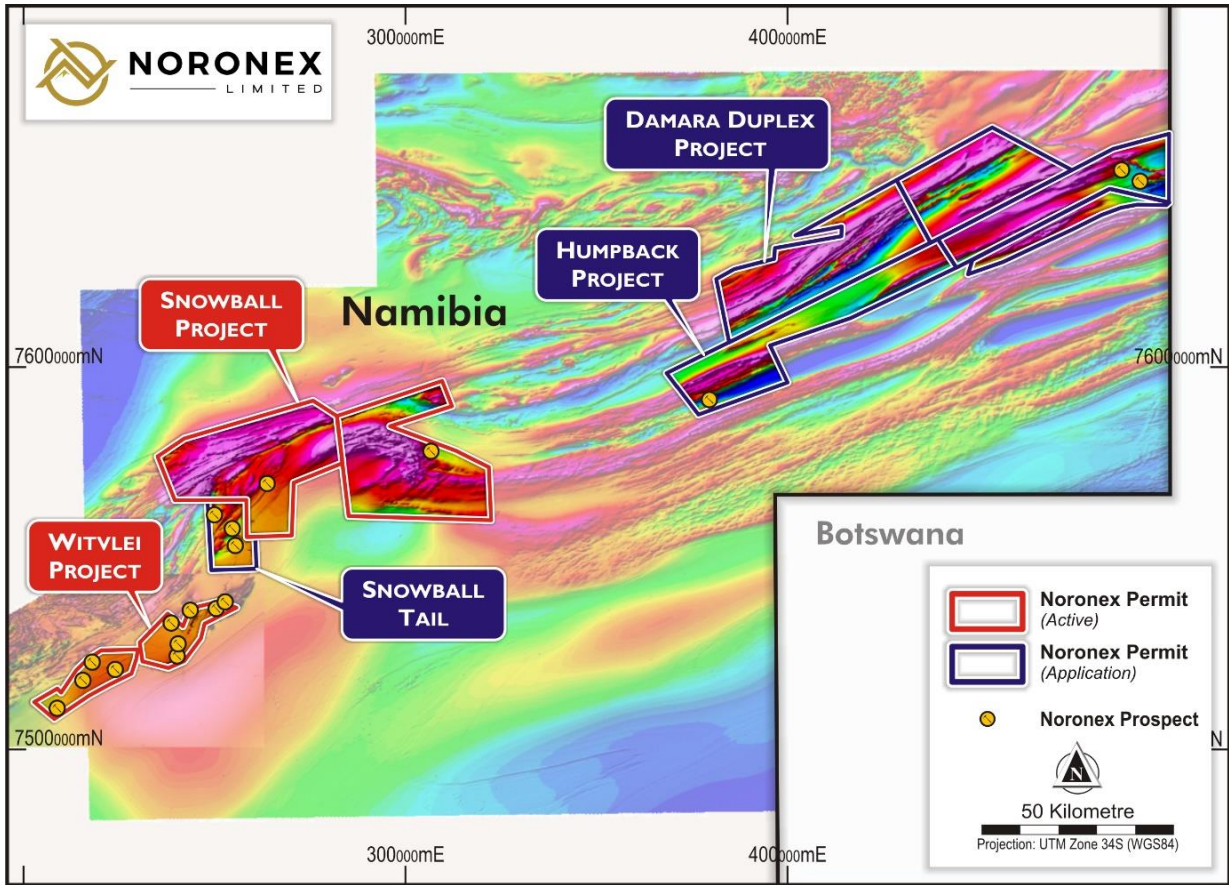 NORONEX
LIMITED
300000mE
400000mE
DAMARA DUPLEX
PROJECT
HUMPBACK
PROJECT
SNOWBALL
PROJECT
Namibia
7600000mN
7600000mN
WITVLEI
PROJECT
SNOWBALL
TAIL
Botswana
Noronex Permit
(Active)
Noronex Permit
(Application)
Noronex Prospect
7500000mN
N
N
50 Kilometre
Projection: UTM Zone 34S (WGS84)
300000mE
400000mE